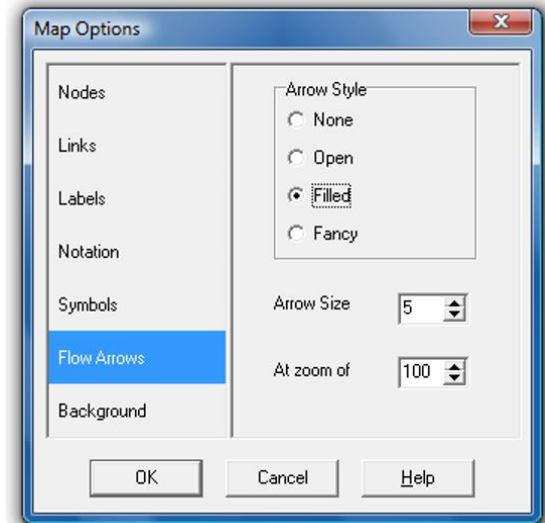 Map Options
Nodes
Links
Labels
Notation
Symbols
Flow Arrows
Background
Arrow Style
None
Open
Filled
Fancy
Arrow Size 5
At zoom of 100
OK Cancel Help